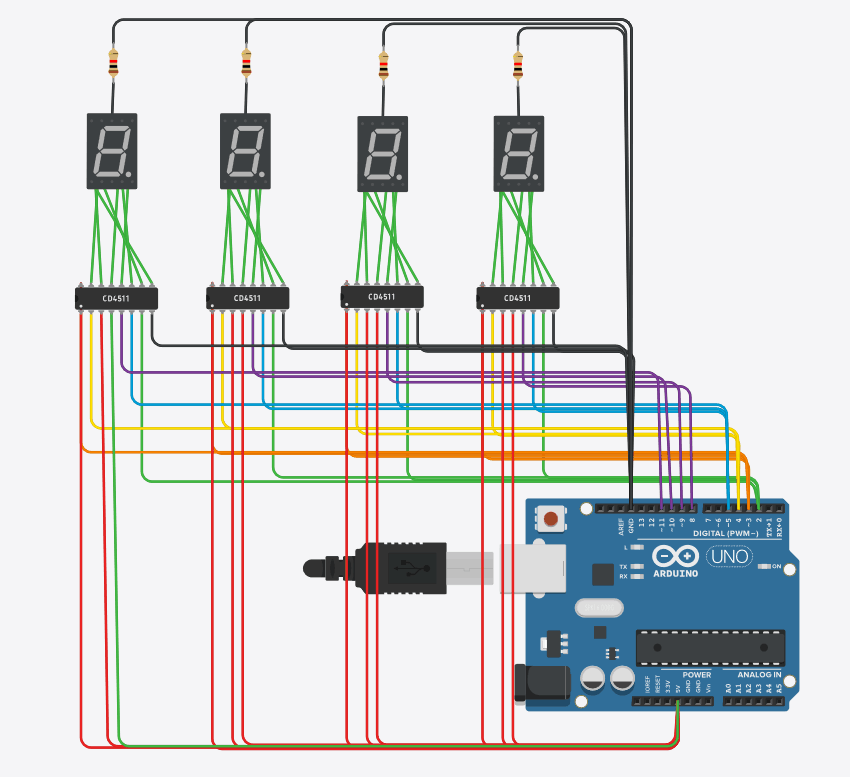 CD4511
CD4511
CD4511
CD4511
AREF
GND
13
12
~11
~10
~9
8
7
~6
~5
4
~3
2
TX→1
RX←0
DIGITAL (PWM~)
L
TX
RX
UNO
ARDUINO
ON
POWER
ANALOG IN
IOREF
RESET
3.3V
5V
GND
GND
Vin
A0
A1
A2
A3
A4
A5